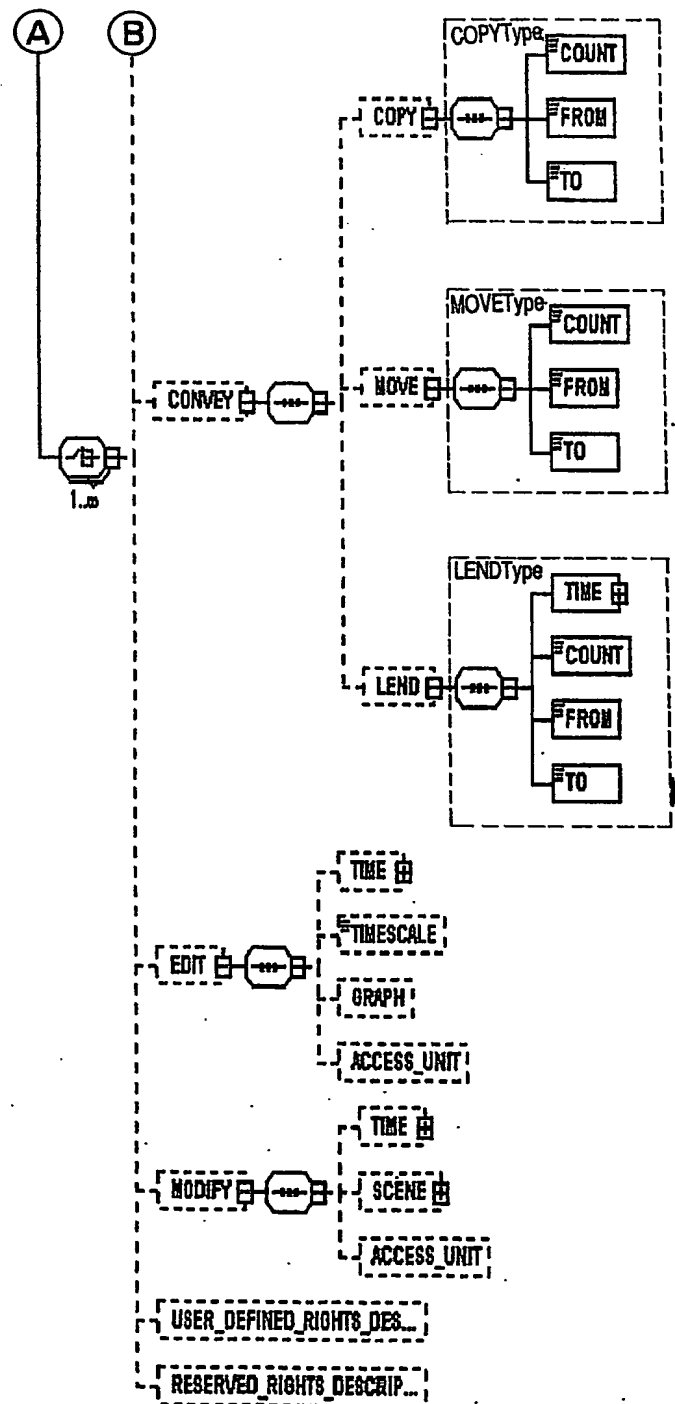 A B
COPYType
COUNT
COPY
FROM
TO
MOVEType
COUNT
CONVEY
MOVE
FROM
TO
1..∞
LENDType
TIME
COUNT
LEND
FROM
TO
TIME
TIMESCALE
EDIT
GRAPH
ACCESS_UNIT
TIME
MODIFY
SCENE
ACCESS_UNIT
USER_DEFINED_RIGHTS_DES...
RESERVED_RIGHTS_DESCRIP...